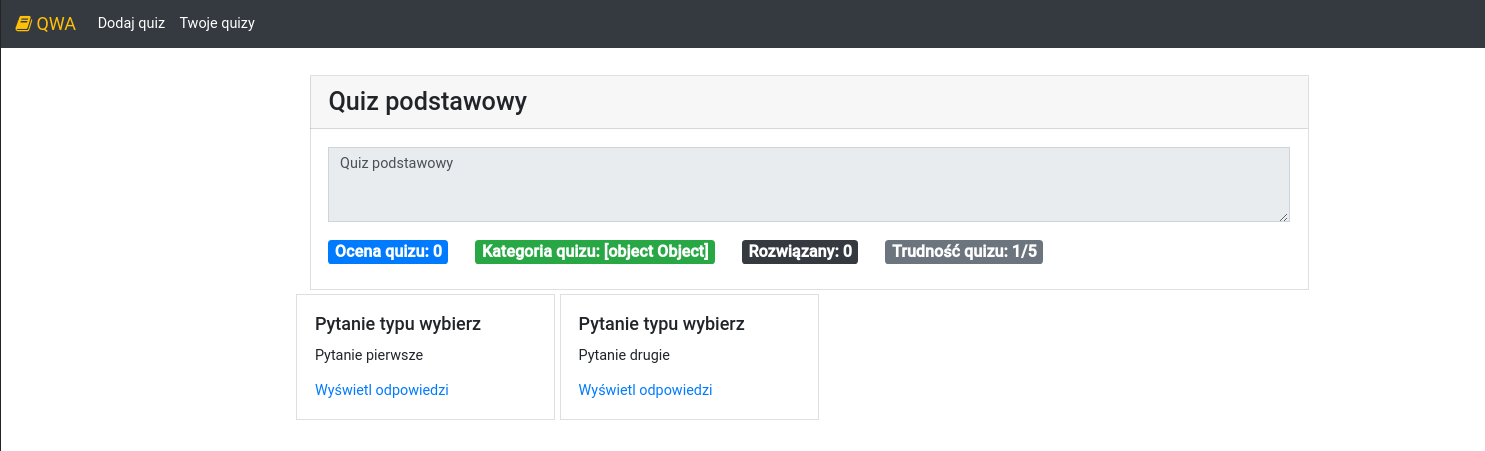 QWA Dodaj quiz Twoje quizy
Quiz podstawowy
Quiz podstawowy
Ocena quizu: 0 Kategoria quizu: [object Object] Rozwiązany: 0 Trudność quizu: 1/5
Pytanie typu wybierz
Pytanie pierwsze
Wyświetl odpowiedzi
Pytanie typu wybierz
Pytanie drugie
Wyświetl odpowiedzi